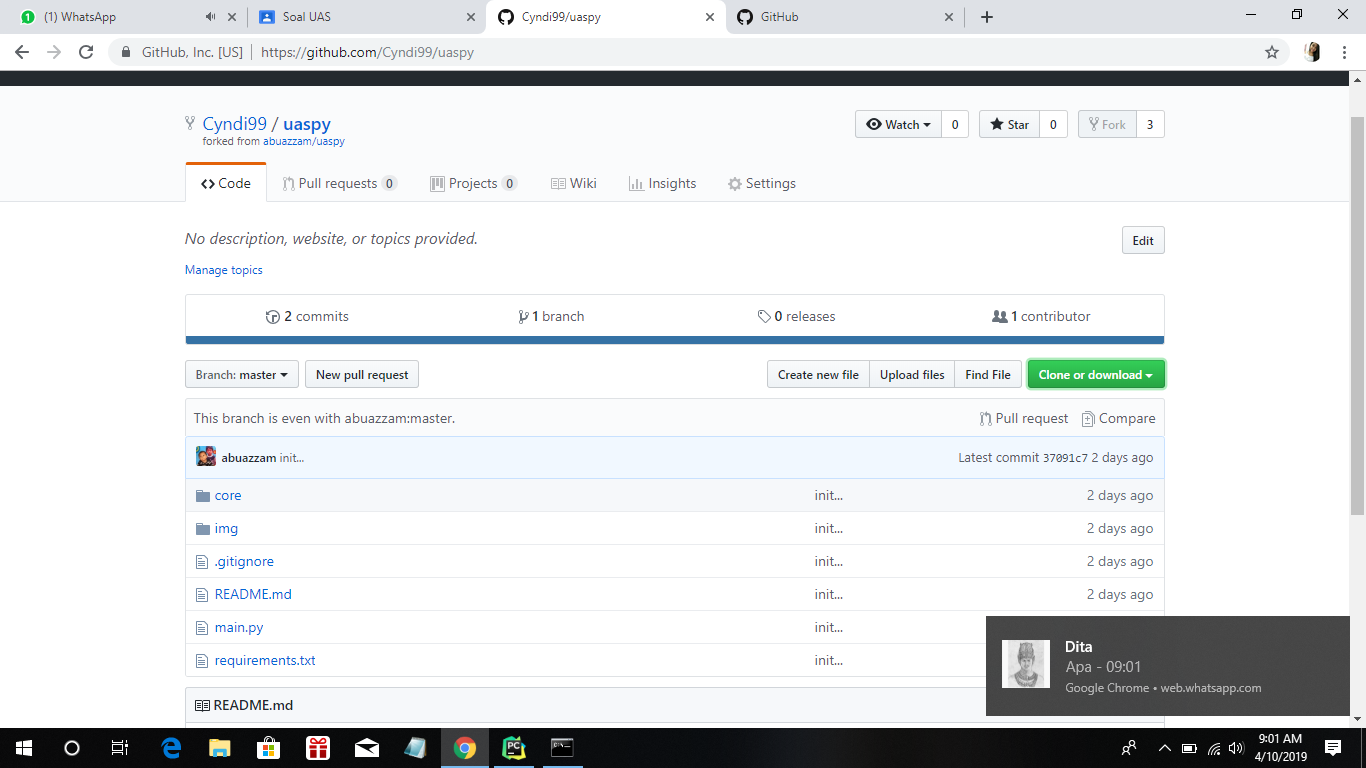 (1) WhatsApp
Soal UAS
Cyndi99/uaspy
GitHub
GitHub, Inc. [US] | https://github.com/Cyndi99/uaspy
Cyndi99 / uaspy
forked from abuazzam/uaspy
Watch 0
Star 0
Fork 3
Code
Pull requests 0
Projects 0
Wiki
Insights
Settings
No description, website, or topics provided.
Edit
Manage topics
2 commits
1 branch
0 releases
1 contributor
Branch: master
New pull request
Create new file
Upload files
Find File
Clone or download
This branch is even with abuazzam:master.
Pull request
Compare
abuazzam init...
Latest commit 37091c7 2 days ago
core init... 2 days ago
img init... 2 days ago
.gitignore init... 2 days ago
README.md init... 2 days ago
main.py init...
requirements.txt init...
README.md
Dita
Apa - 09:01
Google Chrome • web.whatsapp.com
9:01 AM
4/10/2019